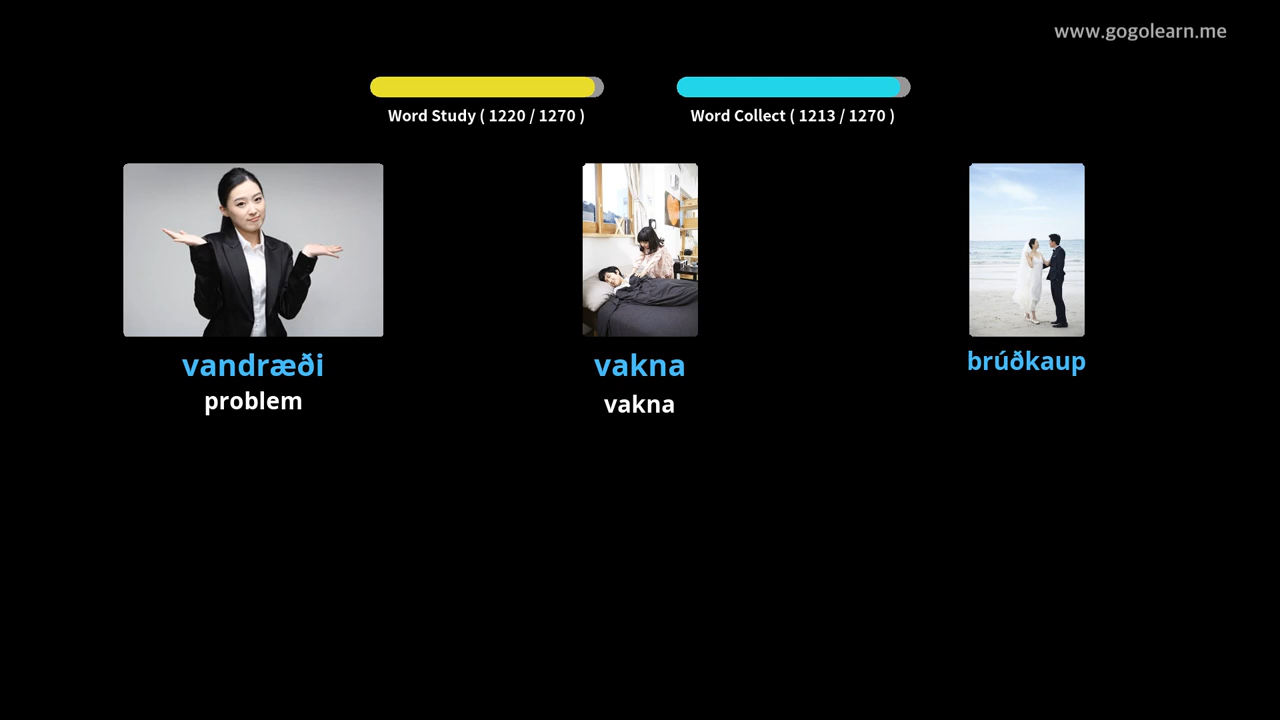 www.gogolearn.me
Word Study ( 1220 / 1270 )
Word Collect ( 1213 / 1270 )
vandræði
problem
vakna
vakna
brúðkaup